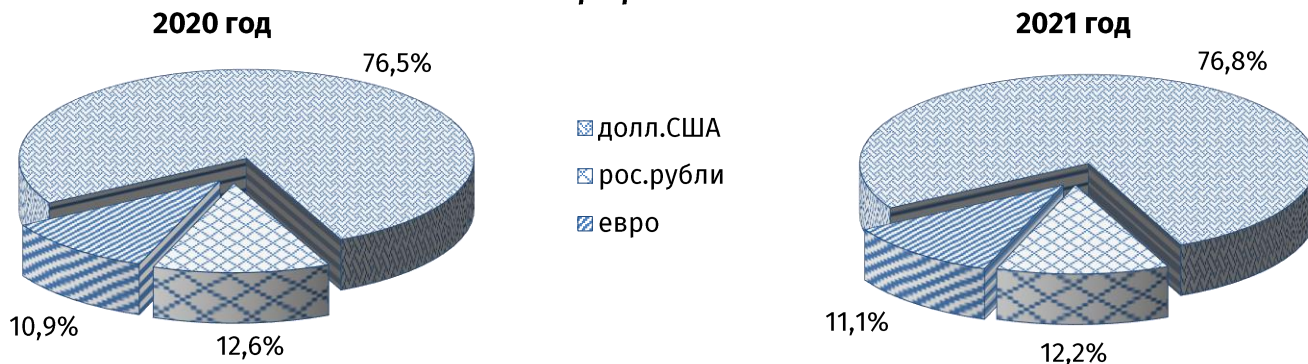 2020 год
76,5%
10,9%
12,6%
долл.США
рос.рубли
евро
2021 год
76,8%
11,1%
12,2%